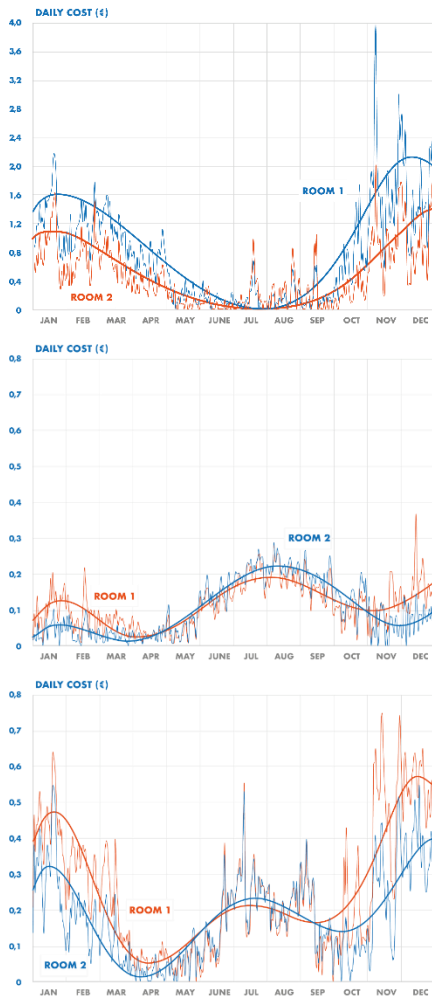 DAILY COST (€)
4,0
3,6
3,2
2,8
2,4
2,0
1,6
1,2
0,8
0,4
0
ROOM 1
ROOM 2
JAN FEB MAR APR MAY JUNE JUL AUG SEP OCT NOV DEC
DAILY COST (€)
0,8
0,7
0,6
0,5
0,4
0,3
0,2
0,1
0
ROOM 2
ROOM 1
JAN FEB MAR APR MAY JUNE JUL AUG SEP OCT NOV DEC
DAILY COST (€)
0,8
0,7
0,6
0,5
0,4
0,3
0,2
0,1
0
ROOM 1
ROOM 2
JAN FEB MAR APR MAY JUNE JUL AUG SEP OCT NOV DEC